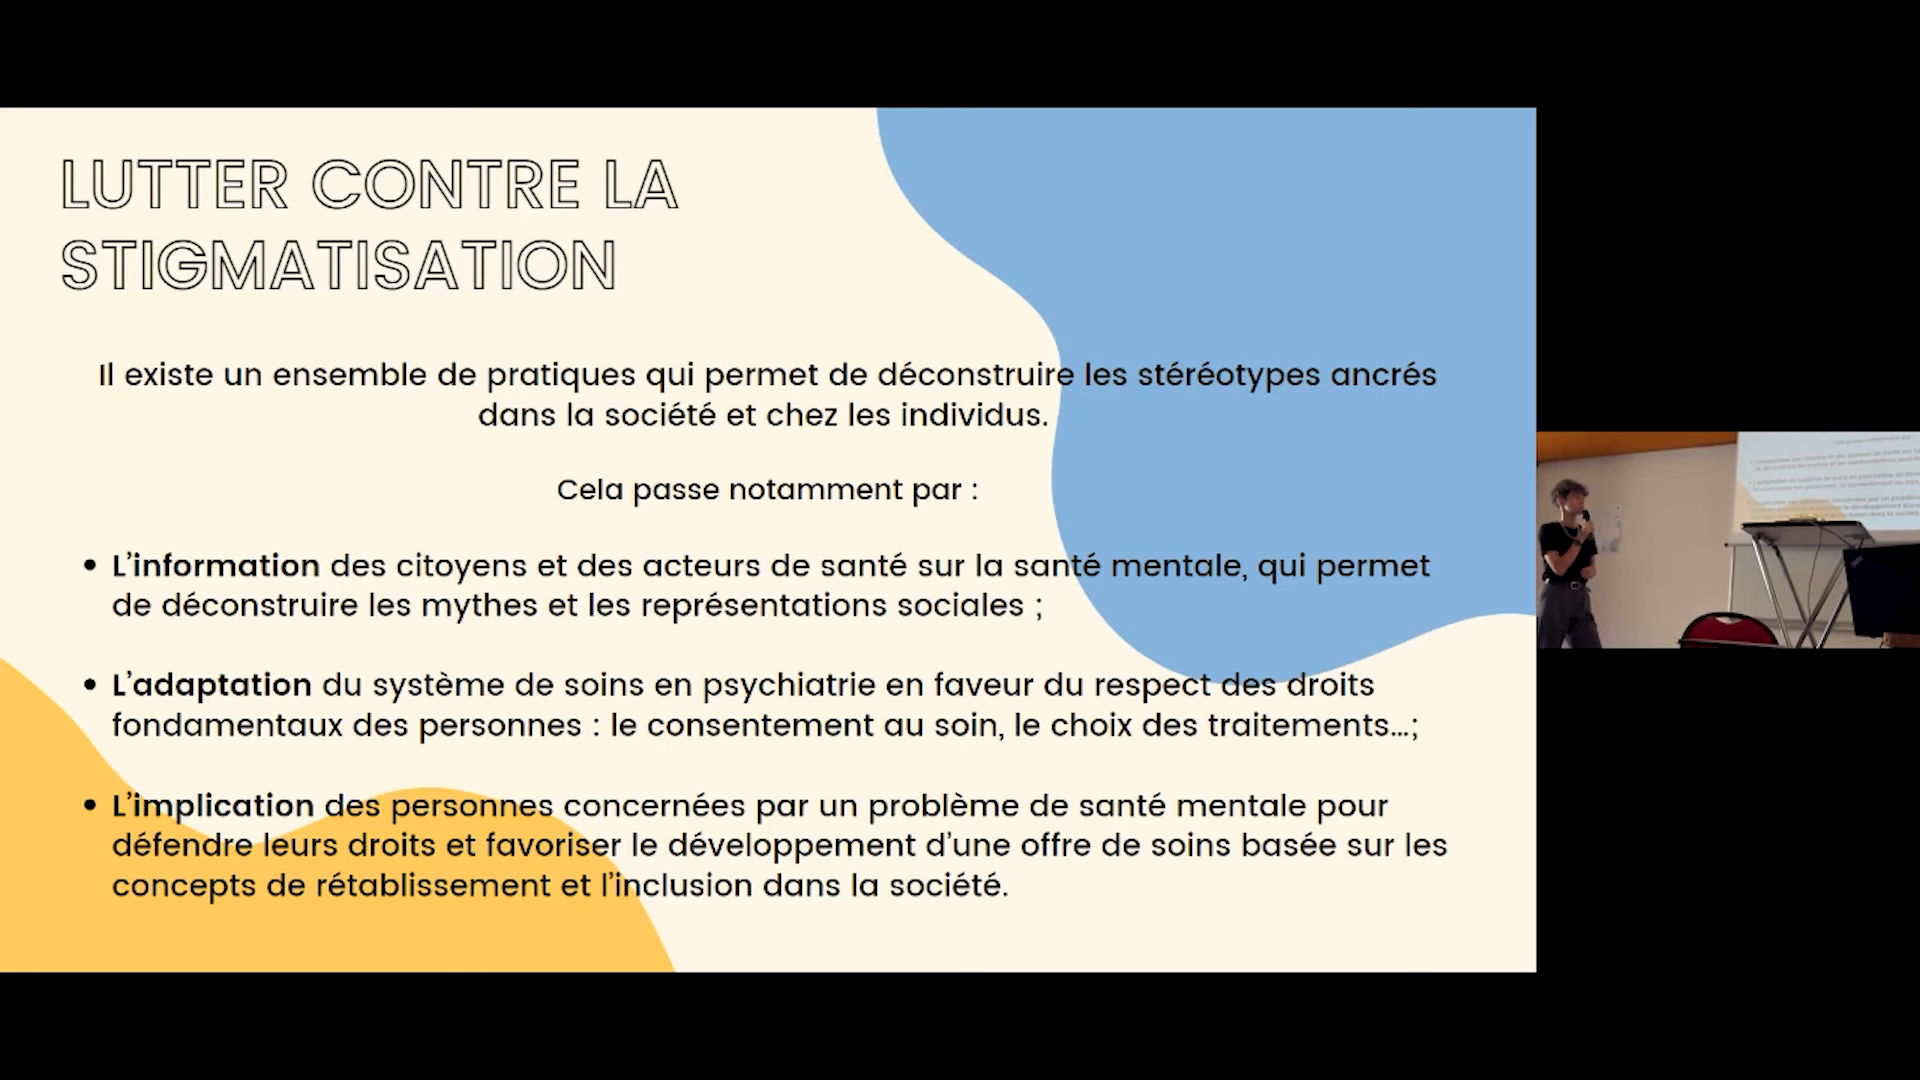 LUTTER CONTRE LA
STIGMATISATION
Il existe un ensemble de pratiques qui permet de déconstruire les stéréotypes ancrés
dans la société et chez les individus.
Cela passe notamment par :
• L'information des citoyens et des acteurs de santé sur la santé mentale, qui permet
de déconstruire les mythes et les représentations sociales ;
• L'adaptation du système de soins en psychiatrie en faveur du respect des droits
fondamentaux des personnes : le consentement au soin, le choix des traitements...;
• L'implication des personnes concernées par un problème de santé mentale pour
défendre leurs droits et favoriser le développement d'une offre de soins basée sur les
concepts de rétablissement et l'inclusion dans la société.